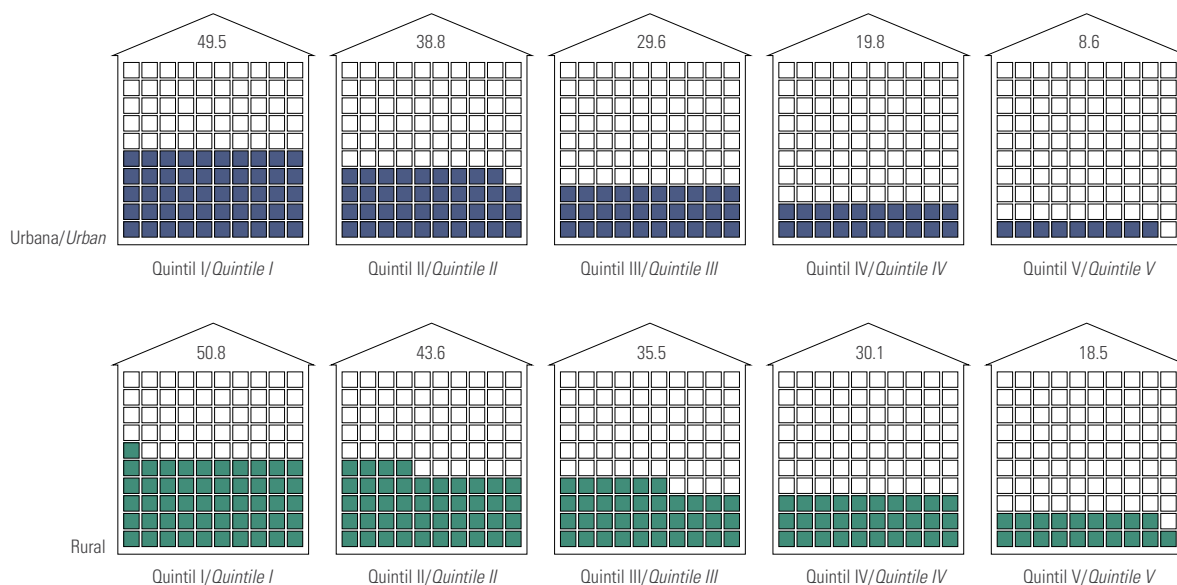 49.5 38.8 29.6 19.8 8.6
Urbana/Urban
Quintil I/Quintile I Quintil II/Quintile II Quintil III/Quintile III Quintil IV/Quintile IV Quintil V/Quintile V
50.8 43.6 35.5 30.1 18.5
Rural
Quintil I/Quintile I Quintil II/Quintile II Quintil III/Quintile III Quintil IV/Quintile IV Quintil V/Quintile V